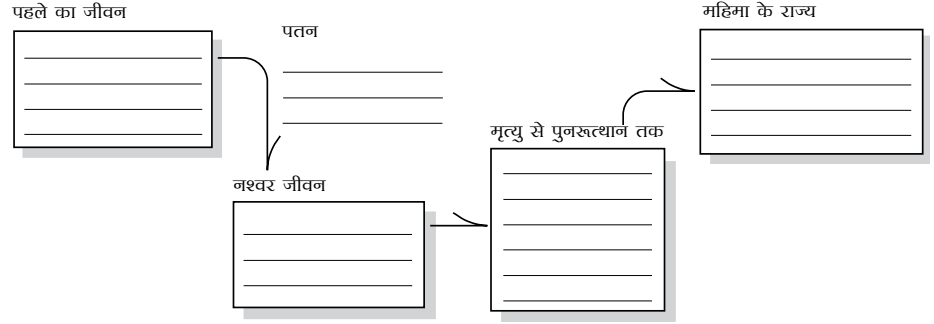 पहले का जीवन
पतन
नश्वर जीवन
मृत्यु से पुनरूत्थान तक
महिमा के राज्य